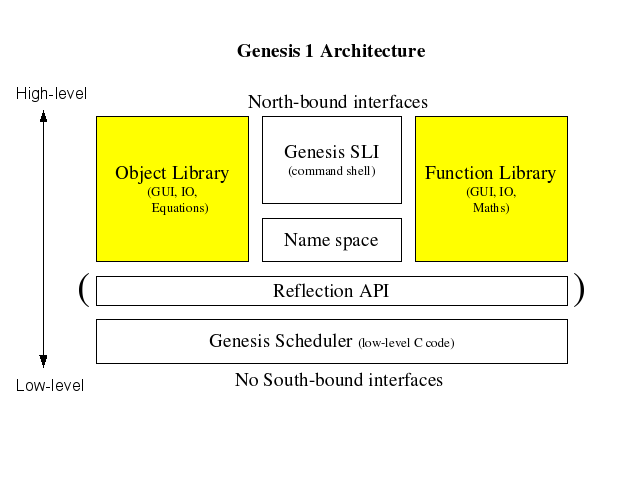 Genesis 1 Architecture
High-level
North-bound interfaces
Object Library
(GUI, IO,
Equations)
Genesis SLI
(command shell)
Name space
Function Library
(GUI, IO,
Maths)
( Reflection API )
Genesis Scheduler (low-level C code)
Low-level
No South-bound interfaces